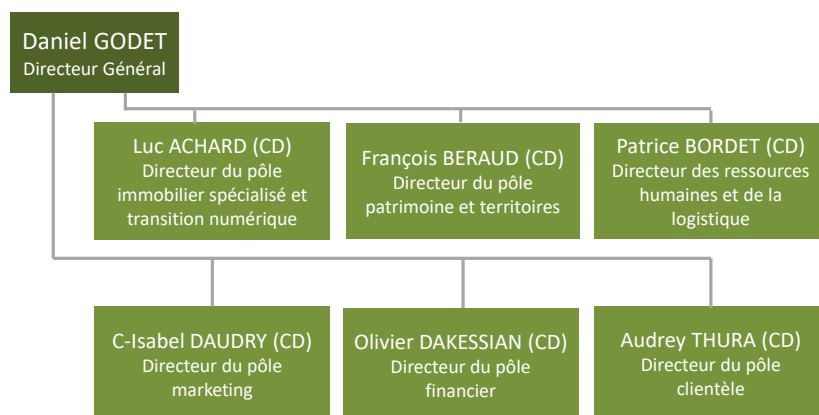 Daniel GODET
Directeur Général
Luc ACHARD (CD)
Directeur du pôle
immobilier spécialisé et
transition numérique
François BERAUD (CD)
Directeur du pôle
patrimoine et territoires
Patrice BORDET (CD)
Directeur des ressources
humaines et de la
logistique
C-Isabel DAUDRY (CD)
Directeur du pôle
marketing
Olivier DAKESSIAN (CD)
Directeur du pôle
financier
Audrey THURA (CD)
Directeur du pôle
clientèle